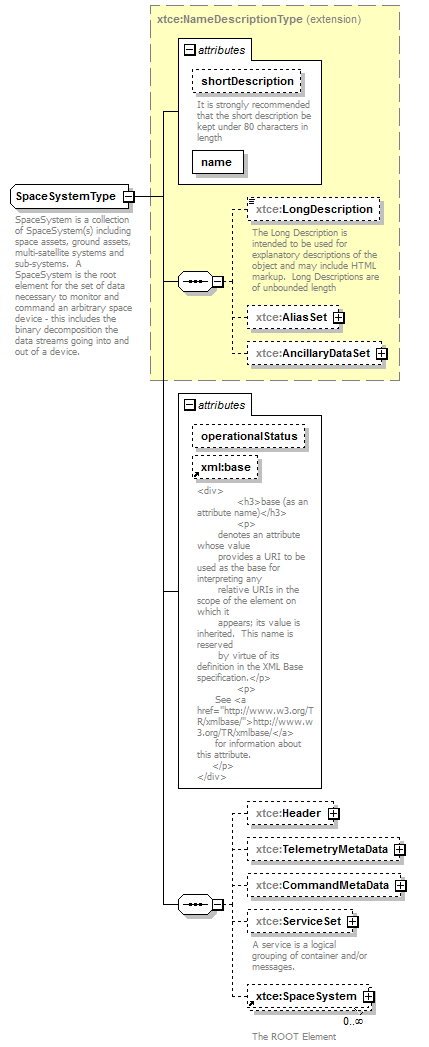 xtce:NameDescriptionType (extension)
attributes
shortDescription
It is strongly recommended
that the short description be
kept under 80 characters in
length
name
SpaceSystemType
SpaceSystem is a collection
of SpaceSystem(s) including
space assets, ground assets,
multi-satellite systems and
sub-systems.  A
SpaceSystem is the root
element for the set of data
necessary to monitor and
command an arbitrary space
device - this includes the
binary decomposition the
data streams going into and
out of a device.
xtce:LongDescription
The Long Description is
intended to be used for
explanatory descriptions of the
object and may include HTML
markup.  Long Descriptions are
of unbounded length
xtce:AliasSet
xtce:AncillaryDataSet
attributes
operationalStatus
xml:base
<div>
<h3>base (as an
attribute name)</h3>
<p>
denotes an attribute
whose value
provides a URI to be
used as the base for
interpreting any
relative URIs in the
scope of the element on
which it
appears; its value is
inherited.  This name is
reserved
by virtue of its
definition in the XML Base
specification.</p>
<p>
See <a
href="http://www.w3.org/T
R/xmlbase/">http://www.w
3.org/TR/xmlbase/</a>
for information about
this attribute.
</p>
</div>
xtce:Header
xtce:TelemetryMetaData
xtce:CommandMetaData
xtce:ServiceSet
A service is a logical
grouping of container and/or
messages.
xtce:SpaceSystem
0..∞
The ROOT Element